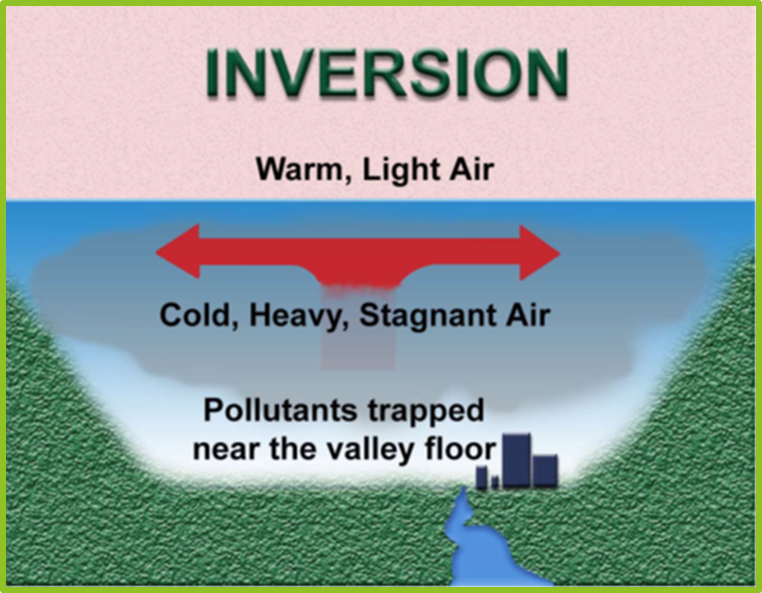 INVERSION
Warm, Light Air
Cold, Heavy, Stagnant Air
Pollutants trapped
near the valley floor